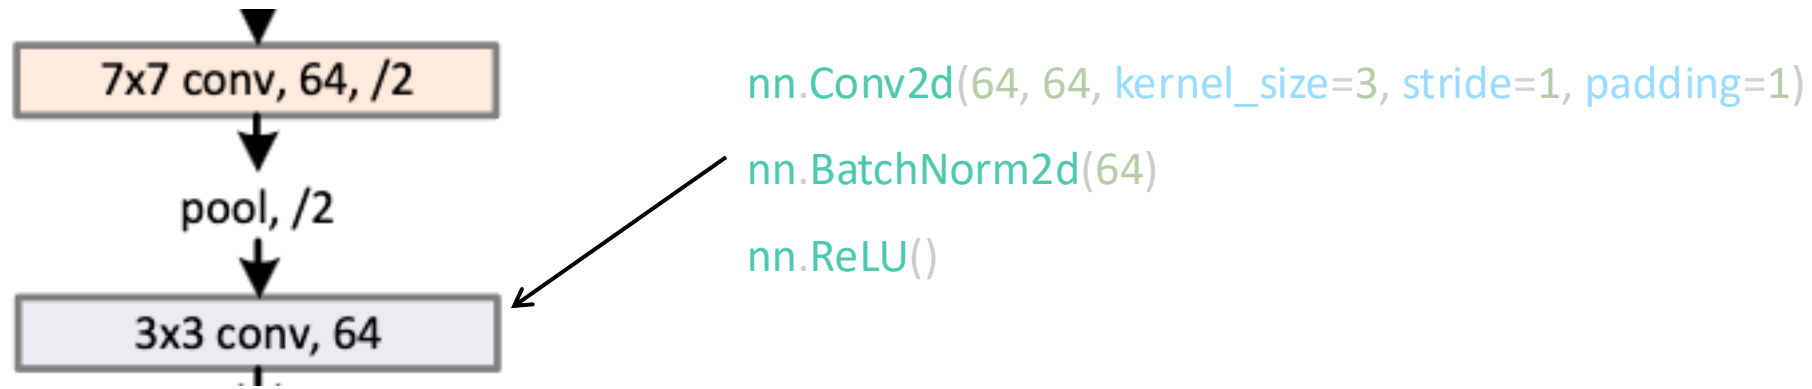 7x7 conv, 64, /2
pool, /2
3x3 conv, 64
nn.Conv2d(64, 64, kernel_size=3, stride=1, padding=1)
nn.BatchNorm2d(64)
nn.ReLU()